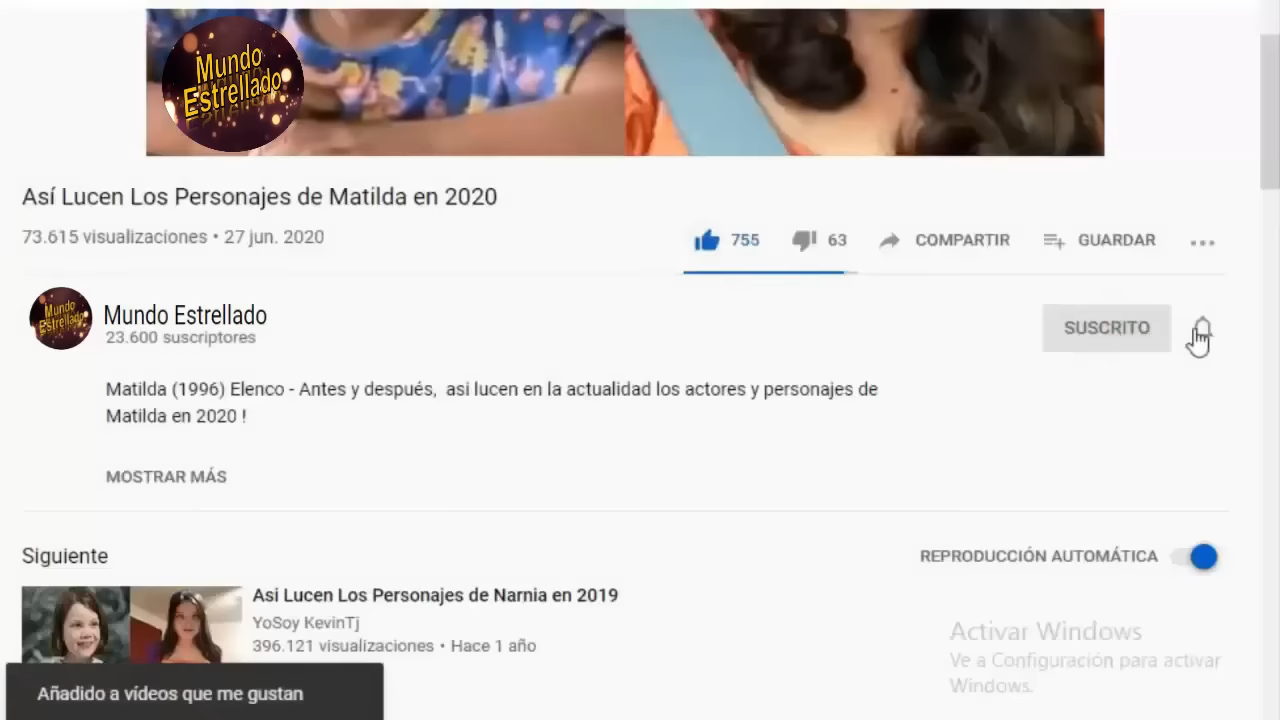 Mundo
Estrellado
Así Lucen Los Personajes de Matilda en 2020
73.615 visualizaciones • 27 jun. 2020
755
63
COMPARTIR
GUARDAR
Mundo
Estrellado
Mundo Estrellado
23.600 suscriptores
SUSCRITO
Matilda (1996) Elenco - Antes y después, asi lucen en la actualidad los actores y personajes de
Matilda en 2020 !
MOSTRAR MÁS
Siguiente
REPRODUCCIÓN AUTOMÁTICA
Asi Lucen Los Personajes de Narnia en 2019
YoSoy KevinTj
396.121 visualizaciones • Hace 1 año
Activar Windows
Ve a Configuración para activar
Windows.
Añadido a vídeos que me gustan